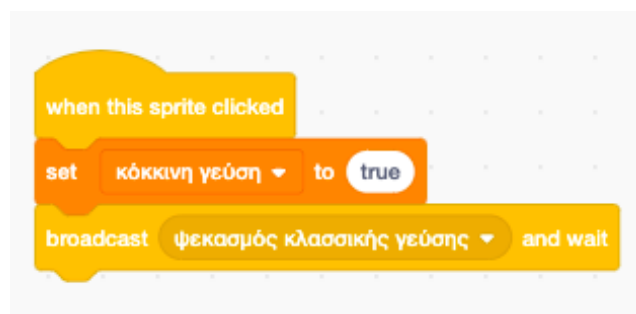 when this sprite clicked
set κόκκινη γεύση to true
broadcast ψεκασμός κλασσικής γεύσης and wait